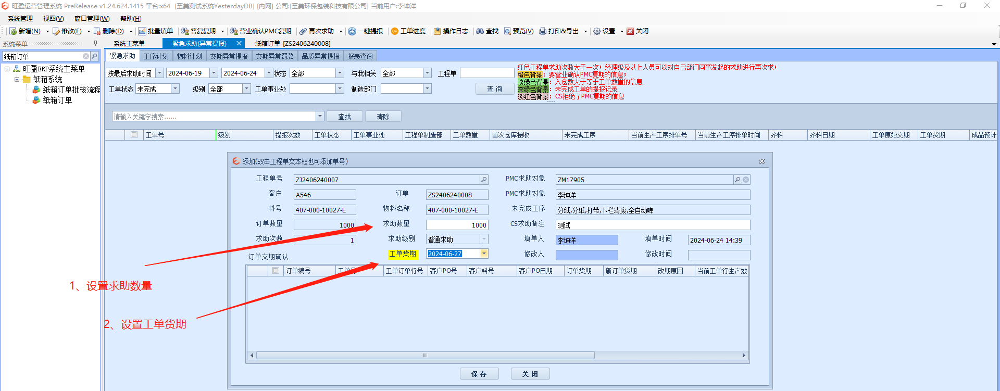 旺盈运营管理系统 PreRelease v1.24.624.1415 平台:x64 [至美测试系统YesterdayDB] [内网] 公司:[至美环保包装科技有限公司] 当前用户:李坤洋
系统管理 视图(V) 窗口管理(W) 帮助(H)
新增(N) 修改(E) 删除(D) 批量填单 答复复期 营业确认PMC复期 再次求助 一键提报 工单进度 操作日志 查找 预览(V) 打印&导出 设置 关闭
系统菜单 系统主菜单 紧急求助(异常提报) 纸箱订单-[ZS2406240008]
纸箱订单 紧急求助 工序计划 物料计划 交期异常提报 交期异常罚款 品质异常提报 报表查询
旺盈ERP系统主菜单
纸箱系统
纸箱订单批核流程
纸箱订单
按最后求助时间 2024-06-19 2024-06-24 状态 全部 与我相关 全部 工程单
工单状态 未完成 级别 全部 工单事业处 制造部门 查 询
红色工程单求助次数大于一次；经理级及以上人员可以对自己部门同事发起的求助进行再次求；
橙色背景：要营业确认PMC复期的信息；
淡绿色背景：入仓数大于等于工单数量的信息
深绿色背景：未完成工单的提报记录
淡红色背景：CS拒绝了PMC复期的信息
请输入关键字搜索...... 查找 清除
工单号 级别 提报次数 工单状态 工单事业处 工程单制造部 工单数量 首次仓库接收 未完成工序 当前生产工序排单号 当前生产工序排单时间 齐料 齐料日期 工单原始交期 工单货期 成品预计
添加(双击工程单文本框也可添加单号)
工程单号 ZJ2406240007 PMC求助对象 ZM17905
客户 A546 订单 ZS2406240008 PMC求助对象 李坤洋
料号 407-000-10027-E 物料名称 407-000-10027-E 未完成工序 分纸,分纸,打带,下栏清废,全自动啤
订单数量 1000 求助数量 1000 CS求助备注 测试
求助次数 1 求助级别 普通求助 填单人 李坤洋 填单时间 2024-06-24 14:39
工单货期 2024-06-27 修改人 修改时间
订单交期确认
订单编号 工单号 工单订单行号 客户PO号 客户料号 客户PO日期 订单货期 新订单货期 改期原因 当前工单行生产数
1、设置求助数量
2、设置工单货期
保 存 关 闭